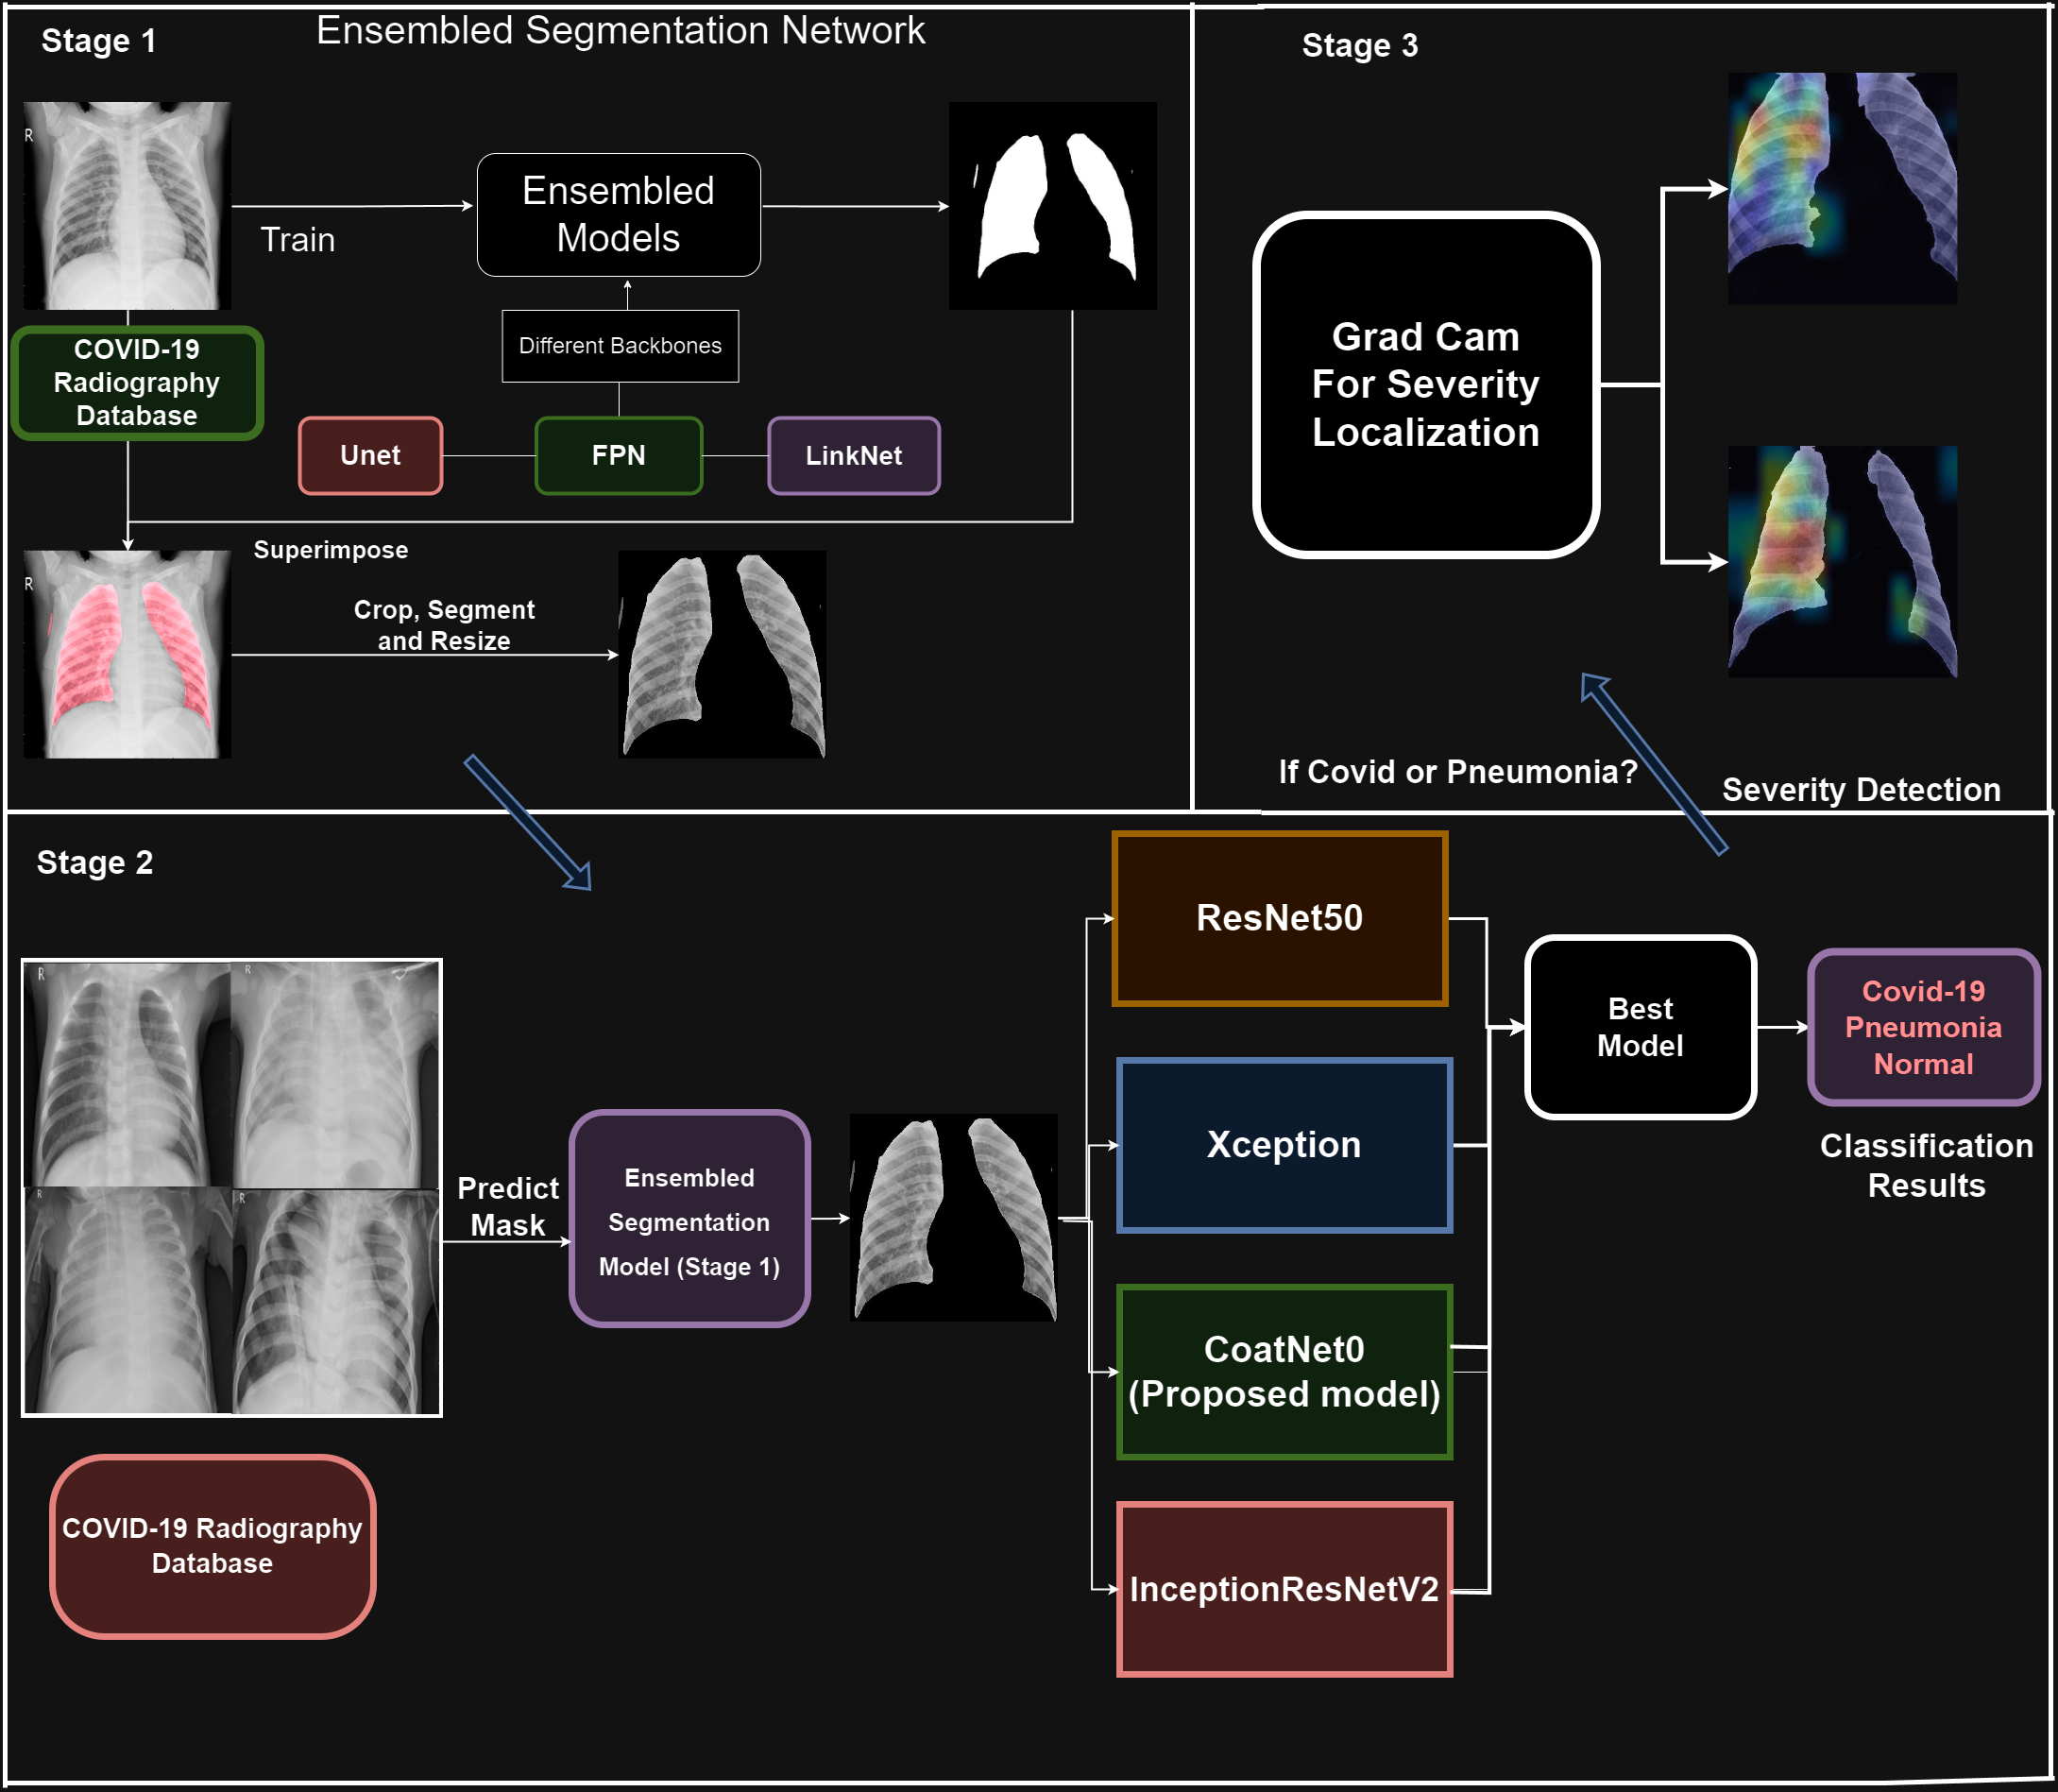 Stage 1
Ensembled Segmentation Network
R
Train
Ensembled
Models
COVID-19
Radiography
Database
Different Backbones
Unet
FPN
LinkNet
Superimpose
R
Crop, Segment
and Resize
Stage 3
Grad Cam
For Severity
Localization
If Covid or Pneumonia?
Severity Detection
Stage 2
R
R
R
R
COVID-19 Radiography
Database
Predict
Mask
Ensembled
Segmentation
Model (Stage 1)
ResNet50
Xception
CoatNet0
(Proposed model)
InceptionResNetV2
Best
Model
Covid-19
Pneumonia
Normal
Classification
Results